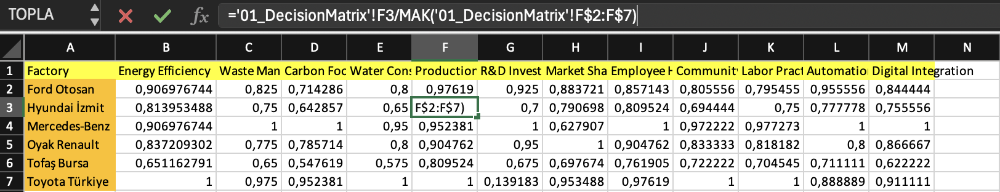 TOPLA fx ='01_DecisionMatrix'!F3/MAK('01_DecisionMatrix'!F$2:F$7)
A B C D E F G H I J K L M N
1 Factory Energy Efficiency Waste Man Carbon Foo Water Cons Production R&D Invest Market Sha Employee H Community Labor Pract Automation Digital Integration
2 Ford Otosan 0,906976744 0,825 0,714286 0,8 0,97619 0,925 0,883721 0,857143 0,805556 0,795455 0,955556 0,844444
3 Hyundai İzmit 0,813953488 0,75 0,642857 0,65 F$2:F$7) 0,7 0,790698 0,809524 0,694444 0,75 0,777778 0,755556
4 Mercedes-Benz 0,906976744 1 1 0,95 0,952381 1 0,627907 1 0,972222 0,977273 1 1
5 Oyak Renault 0,837209302 0,775 0,785714 0,8 0,904762 0,95 1 0,904762 0,833333 0,818182 0,8 0,866667
6 Tofaş Bursa 0,651162791 0,65 0,547619 0,575 0,809524 0,675 0,697674 0,761905 0,722222 0,704545 0,711111 0,622222
7 Toyota Türkiye 1 0,975 0,952381 1 1 0,139183 0,953488 0,97619 1 1 0,888889 0,911111